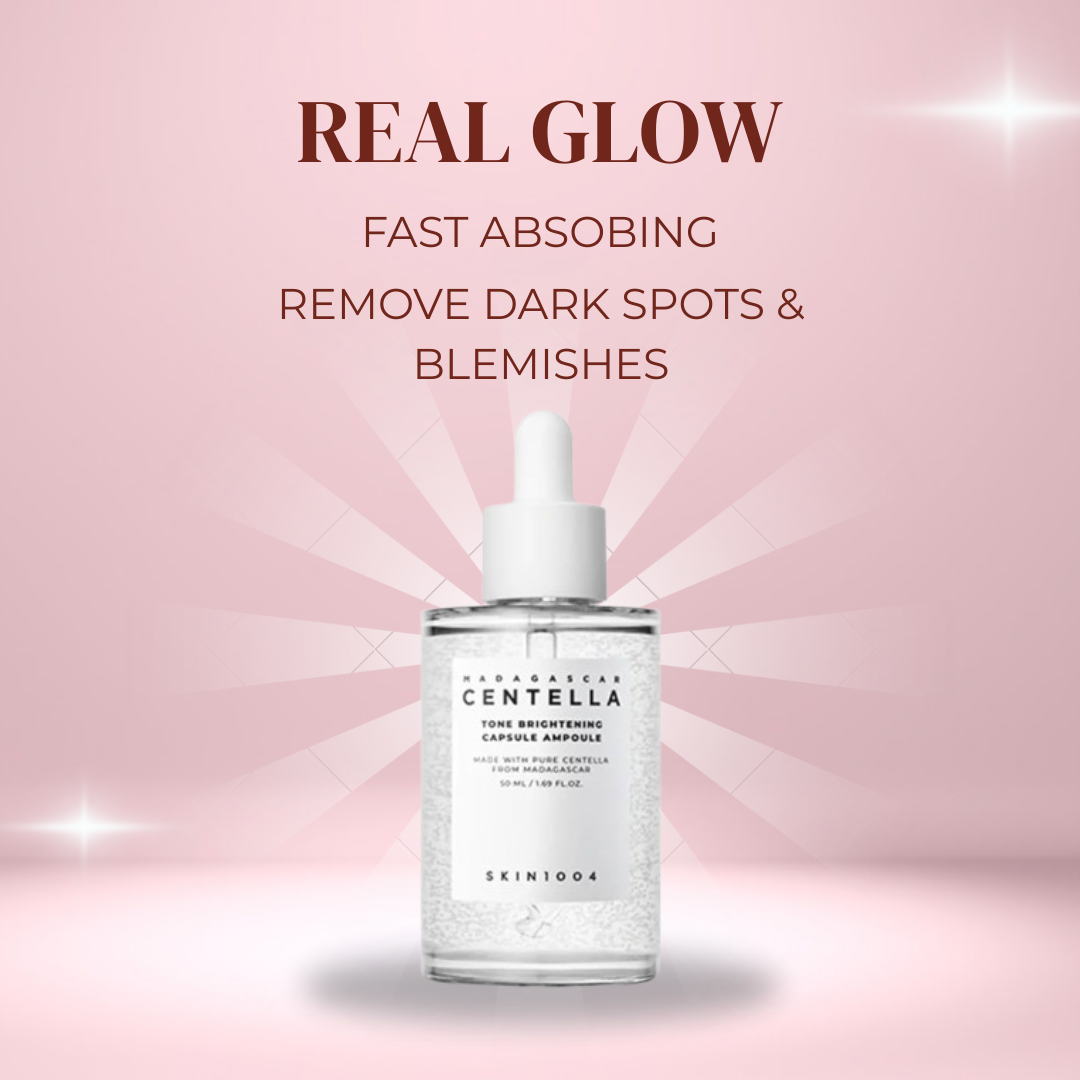 REAL GLOW
FAST ABSOBING
REMOVE DARK SPOTS &
BLEMISHES
MADAGASCAR
CENTELLA
TONE BRIGHTENING
CAPSULE AMPOULE
MADE WITH PURE CENTELLA
FROM MADAGASCAR
50 ML / 1.69 FL.OZ.
SKIN1004